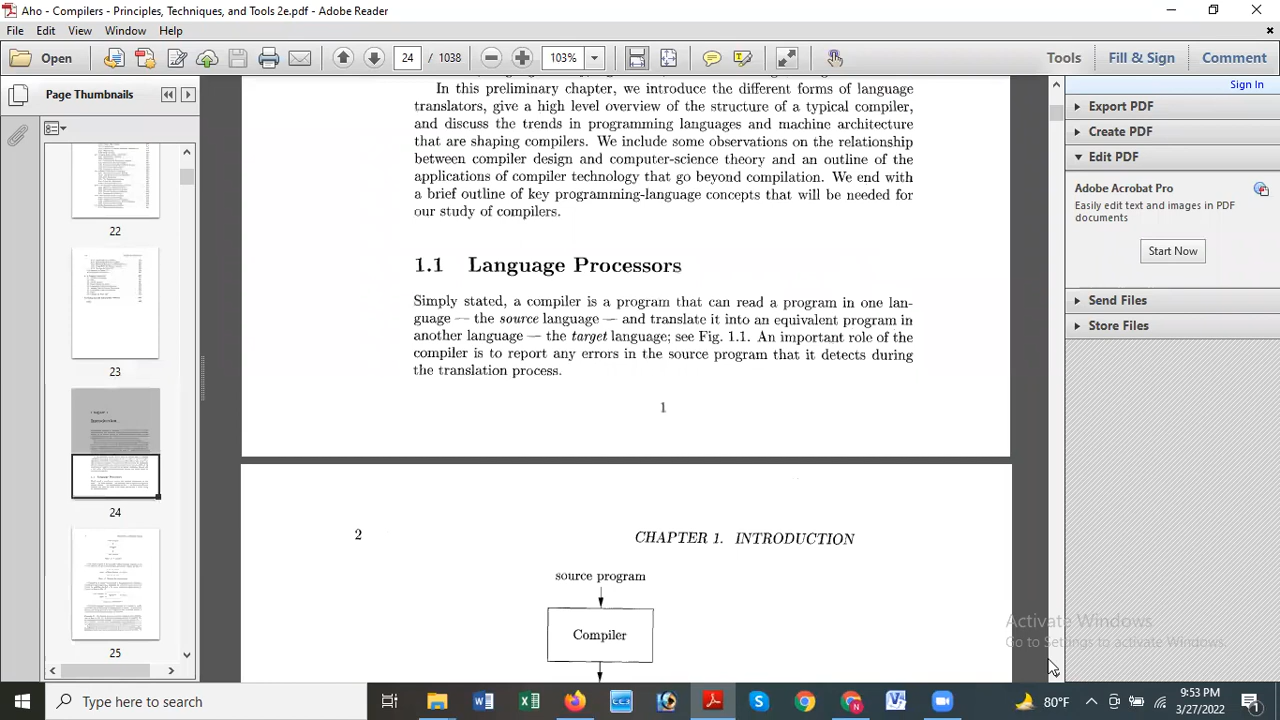 Aho - Compilers - Principles, Techniques, and Tools 2e.pdf - Adobe Reader
File Edit View Window Help
Open 24 / 1038 103% Tools Fill & Sign Comment
Sign In
Page Thumbnails
22
23
24
25
In this preliminary chapter, we introduce the different forms of language
translators, give a high level overview of the structure of a typical compiler,
and discuss the trends in programming languages and machine architecture
that are shaping compilers. We include some observations on the relationship
between compiler design and computer-science theory and an outline of the
applications of compiler technology that go beyond compilation. We end with
a brief outline of key programming-language concepts that will be needed for
our study of compilers.
1.1 Language Processors
Simply stated, a compiler is a program that can read a program in one lan-
guage — the source language — and translate it into an equivalent program in
another language — the target language; see Fig. 1.1. An important role of the
compiler is to report any errors in the source program that it detects during
the translation process.
1
2 CHAPTER 1. INTRODUCTION
source program
Compiler
Export PDF
Create PDF
Edit PDF
Adobe Acrobat Pro
Easily edit text and images in PDF
documents
Start Now
Send Files
Store Files
Activate Windows
Go to Settings to activate Windows.
Type here to search
80°F
9:53 PM
3/27/2022